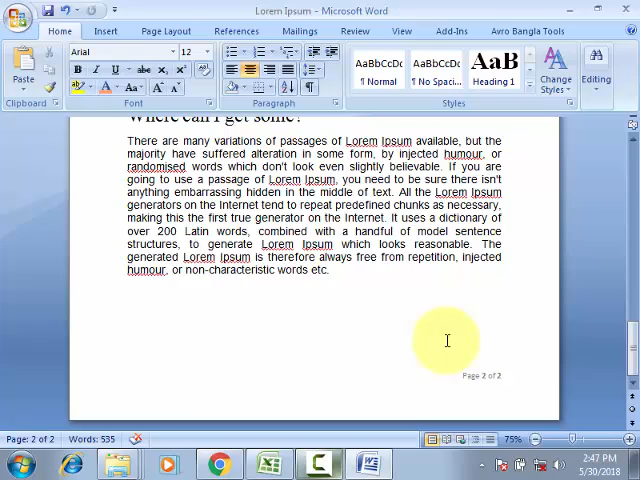 Lorem Ipsum - Microsoft Word
Home Insert Page Layout References Mailings Review View Add-Ins Avro Bangla Tools
Paste
Clipboard
Arial 12
B I U abc x₂ x²
A Aa A A
Font
Paragraph
AaBbCcDc AaBbCcDc AaB
¶ Normal ¶ No Spaci... Heading 1
Change Styles
Styles
Editing
Where can I get some?
There are many variations of passages of Lorem Ipsum available, but the
majority have suffered alteration in some form, by injected humour, or
randomised words which don't look even slightly believable. If you are
going to use a passage of Lorem Ipsum, you need to be sure there isn't
anything embarrassing hidden in the middle of text. All the Lorem Ipsum
generators on the Internet tend to repeat predefined chunks as necessary,
making this the first true generator on the Internet. It uses a dictionary of
over 200 Latin words, combined with a handful of model sentence
structures, to generate Lorem Ipsum which looks reasonable. The
generated Lorem Ipsum is therefore always free from repetition, injected
humour, or non-characteristic words etc.
Page 2 of 2
Page: 2 of 2 Words: 535 75%
2:47 PM
5/30/2018